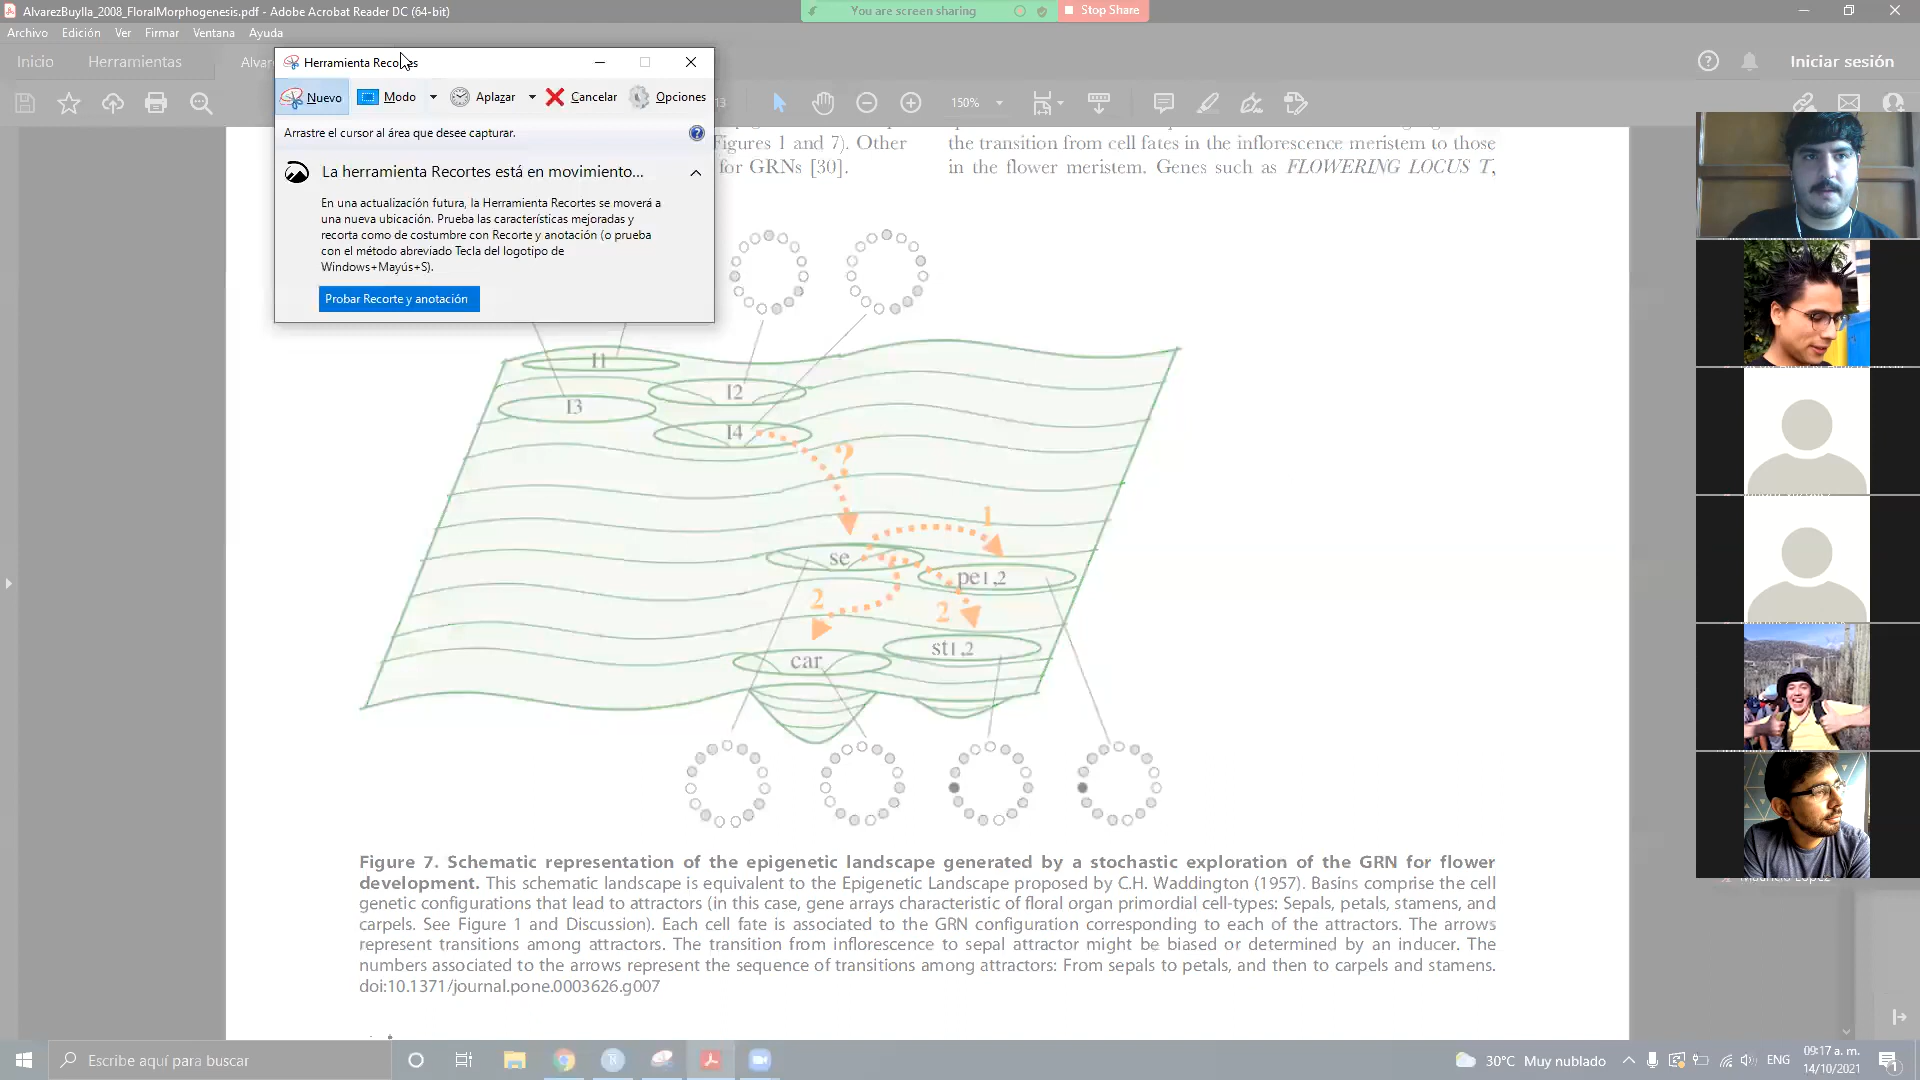 AlvarezBuylla_2008_FloralMorphogenesis.pdf - Adobe Acrobat Reader DC (64-bit)
You are screen sharing
Stop Share
Archivo Edición Ver Firmar Ventana Ayuda
Inicio Herramientas Alvar
Iniciar sesión
Herramienta Recortes
Nuevo Modo Aplazar Cancelar Opciones
13
150%
Arrastre el cursor al área que desee capturar.
La herramienta Recortes está en movimiento...
En una actualización futura, la Herramienta Recortes se moverá a
una nueva ubicación. Prueba las características mejoradas y
recorta como de costumbre con Recorte y anotación (o prueba
con el método abreviado Tecla del logotipo de
Windows+Mayús+S).
Probar Recorte y anotación
Figures 1 and 7). Other
for GRNs [30].
the transition from cell fates in the inflorescence meristem to those
in the flower meristem. Genes such as FLOWERING LOCUS T,
I1
I2
I3
I4
?
1
se
pe1,2
2
2
st1,2
car
Figure 7. Schematic representation of the epigenetic landscape generated by a stochastic exploration of the GRN for flower
development. This schematic landscape is equivalent to the Epigenetic Landscape proposed by C.H. Waddington (1957). Basins comprise the cell
genetic configurations that lead to attractors (in this case, gene arrays characteristic of floral organ primordial cell-types: Sepals, petals, stamens, and
carpels. See Figure 1 and Discussion). Each cell fate is associated to the GRN configuration corresponding to each of the attractors. The arrows
represent transitions among attractors. The transition from inflorescence to sepal attractor might be biased or determined by an inducer. The
numbers associated to the arrows represent the sequence of transitions among attractors: From sepals to petals, and then to carpels and stamens.
doi:10.1371/journal.pone.0003626.g007
Escribe aquí para buscar
30°C Muy nublado
ENG
09:17 a. m.
14/10/2021
1